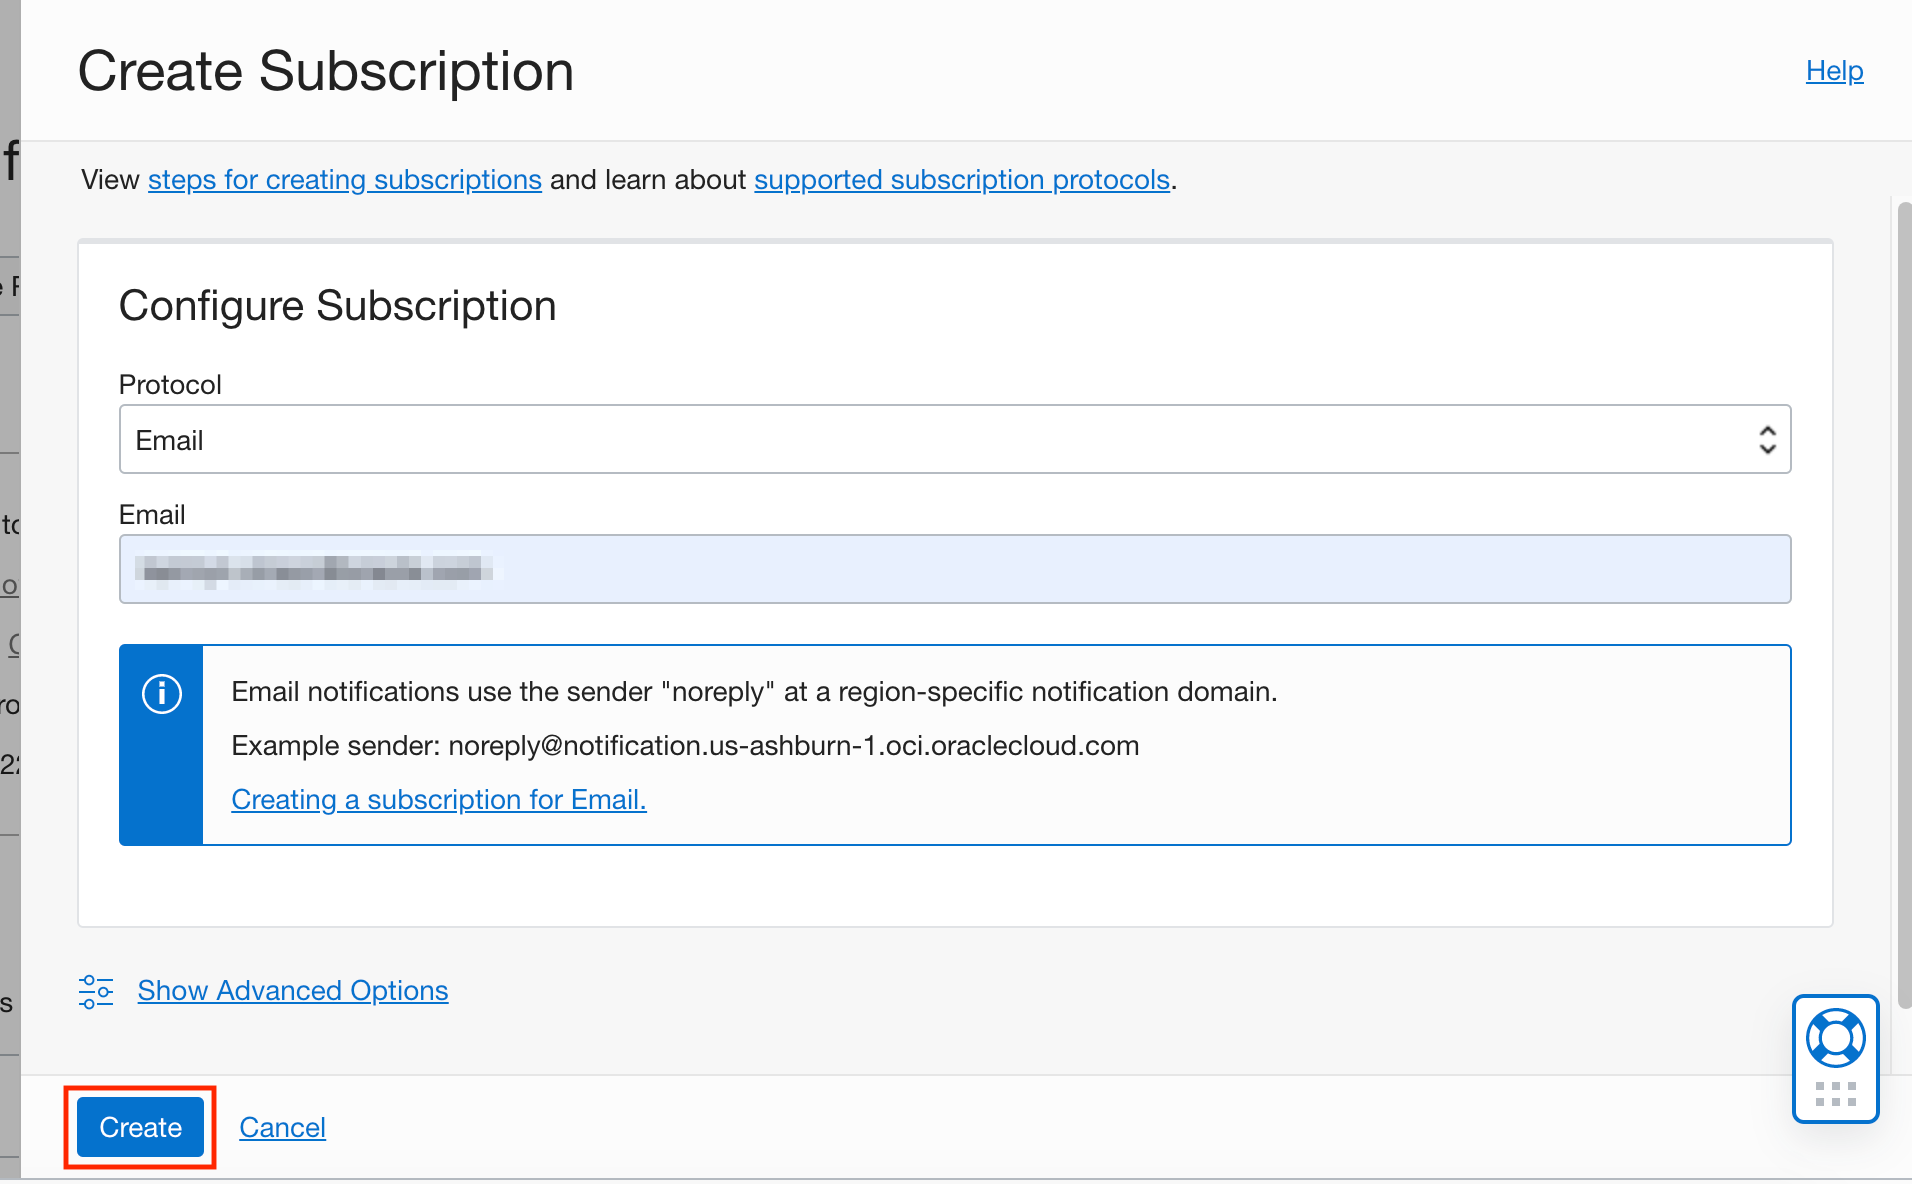 Create Subscription
Help
View steps for creating subscriptions and learn about supported subscription protocols.
Configure Subscription
Protocol
Email
Email
Email notifications use the sender "noreply" at a region-specific notification domain.
Example sender: noreply@notification.us-ashburn-1.oci.oraclecloud.com
Creating a subscription for Email.
Show Advanced Options
Create
Cancel